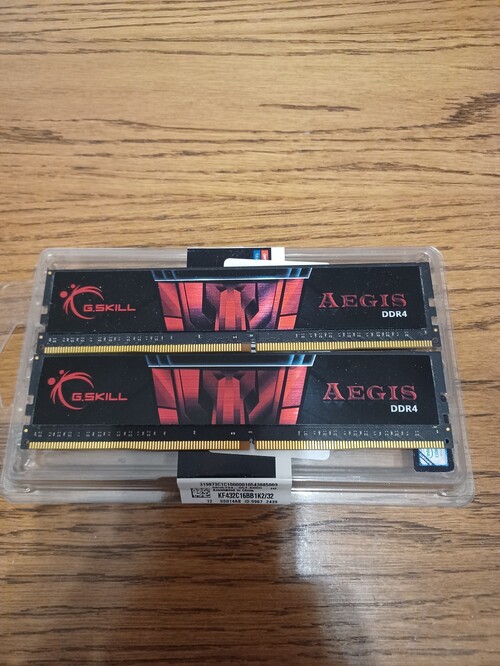 G.SKILL
AEGIS
DDR4
G.SKILL
AEGIS
DDR4
KF432C16BB1K2/32